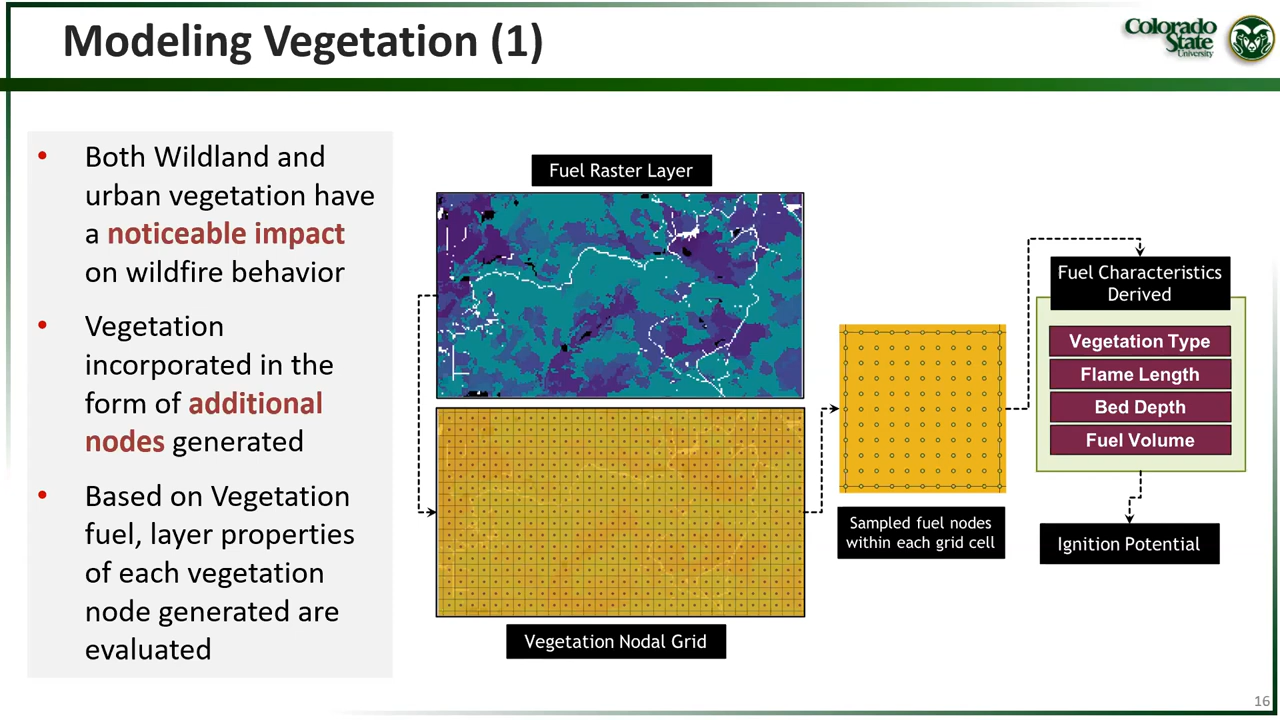 Modeling Vegetation (1)
Colorado
State
University
• Both Wildland and
urban vegetation have
a noticeable impact
on wildfire behavior
• Vegetation
incorporated in the
form of additional
nodes generated
• Based on Vegetation
fuel, layer properties
of each vegetation
node generated are
evaluated
Fuel Raster Layer
Vegetation Nodal Grid
Sampled fuel nodes
within each grid cell
Fuel Characteristics
Derived
Vegetation Type
Flame Length
Bed Depth
Fuel Volume
Ignition Potential
16